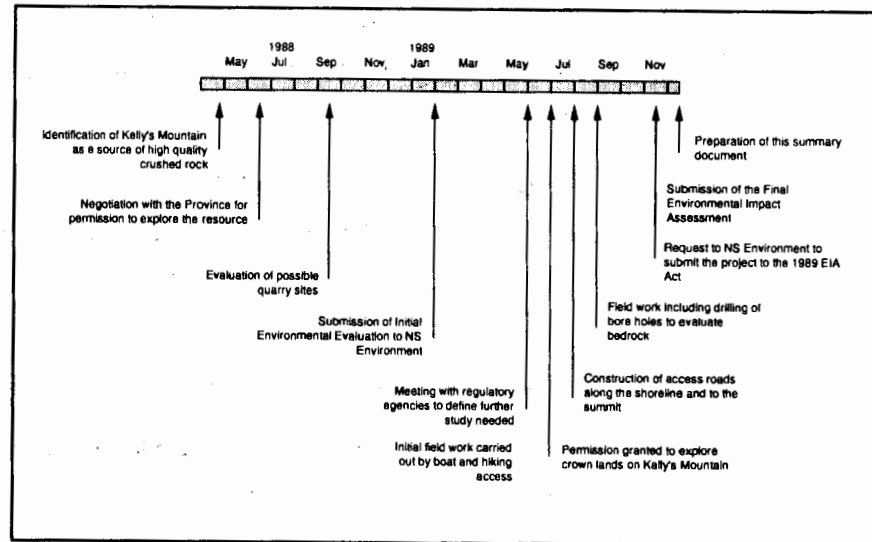 1988
1989
May Jul Sep Nov Jan Mar May Jul Sep Nov
Identification of Kelly's Mountain
as a source of high quality
crushed rock
Negotiation with the Province for
permission to explore the resource
Evaluation of possible
quarry sites
Submission of Initial
Environmental Evaluation to NS
Environment
Meeting with regulatory
agencies to define further
study needed
Initial field work carried
out by boat and hiking
access
Preparation of this summary
document
Submission of the Final
Environmental Impact
Assessment
Request to NS Environment to
submit the project to the 1989 EIA
Act
Field work including drilling of
bore holes to evaluate
bedrock
Construction of access roads
along the shoreline and to the
summit
Permission granted to explore
crown lands on Kelly's Mountain